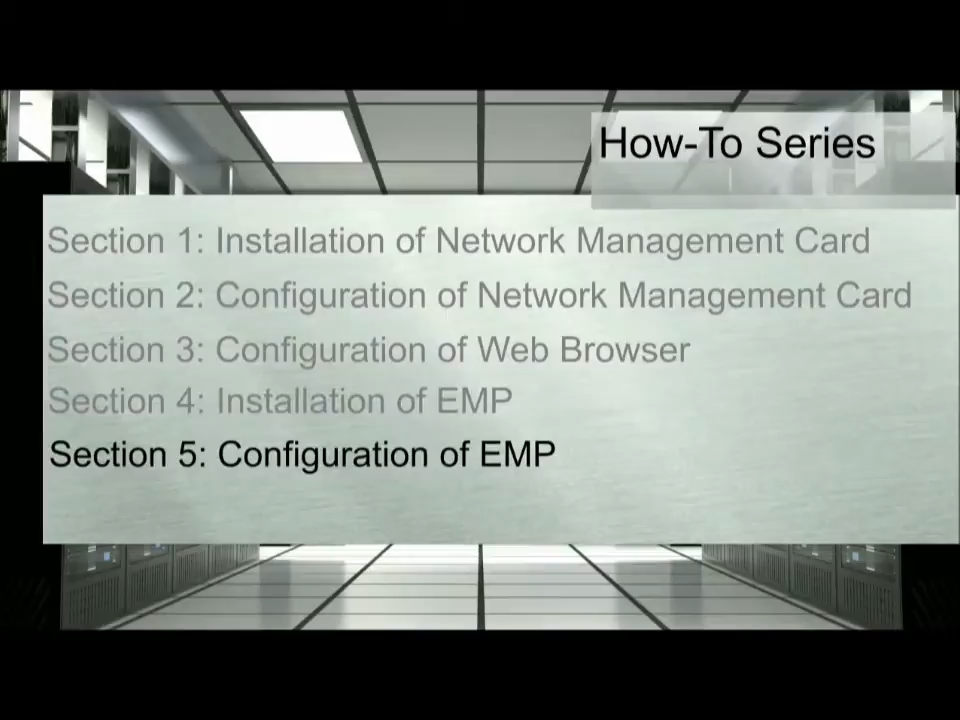 How-To Series
Section 1: Installation of Network Management Card
Section 2: Configuration of Network Management Card
Section 3: Configuration of Web Browser
Section 4: Installation of EMP
Section 5: Configuration of EMP